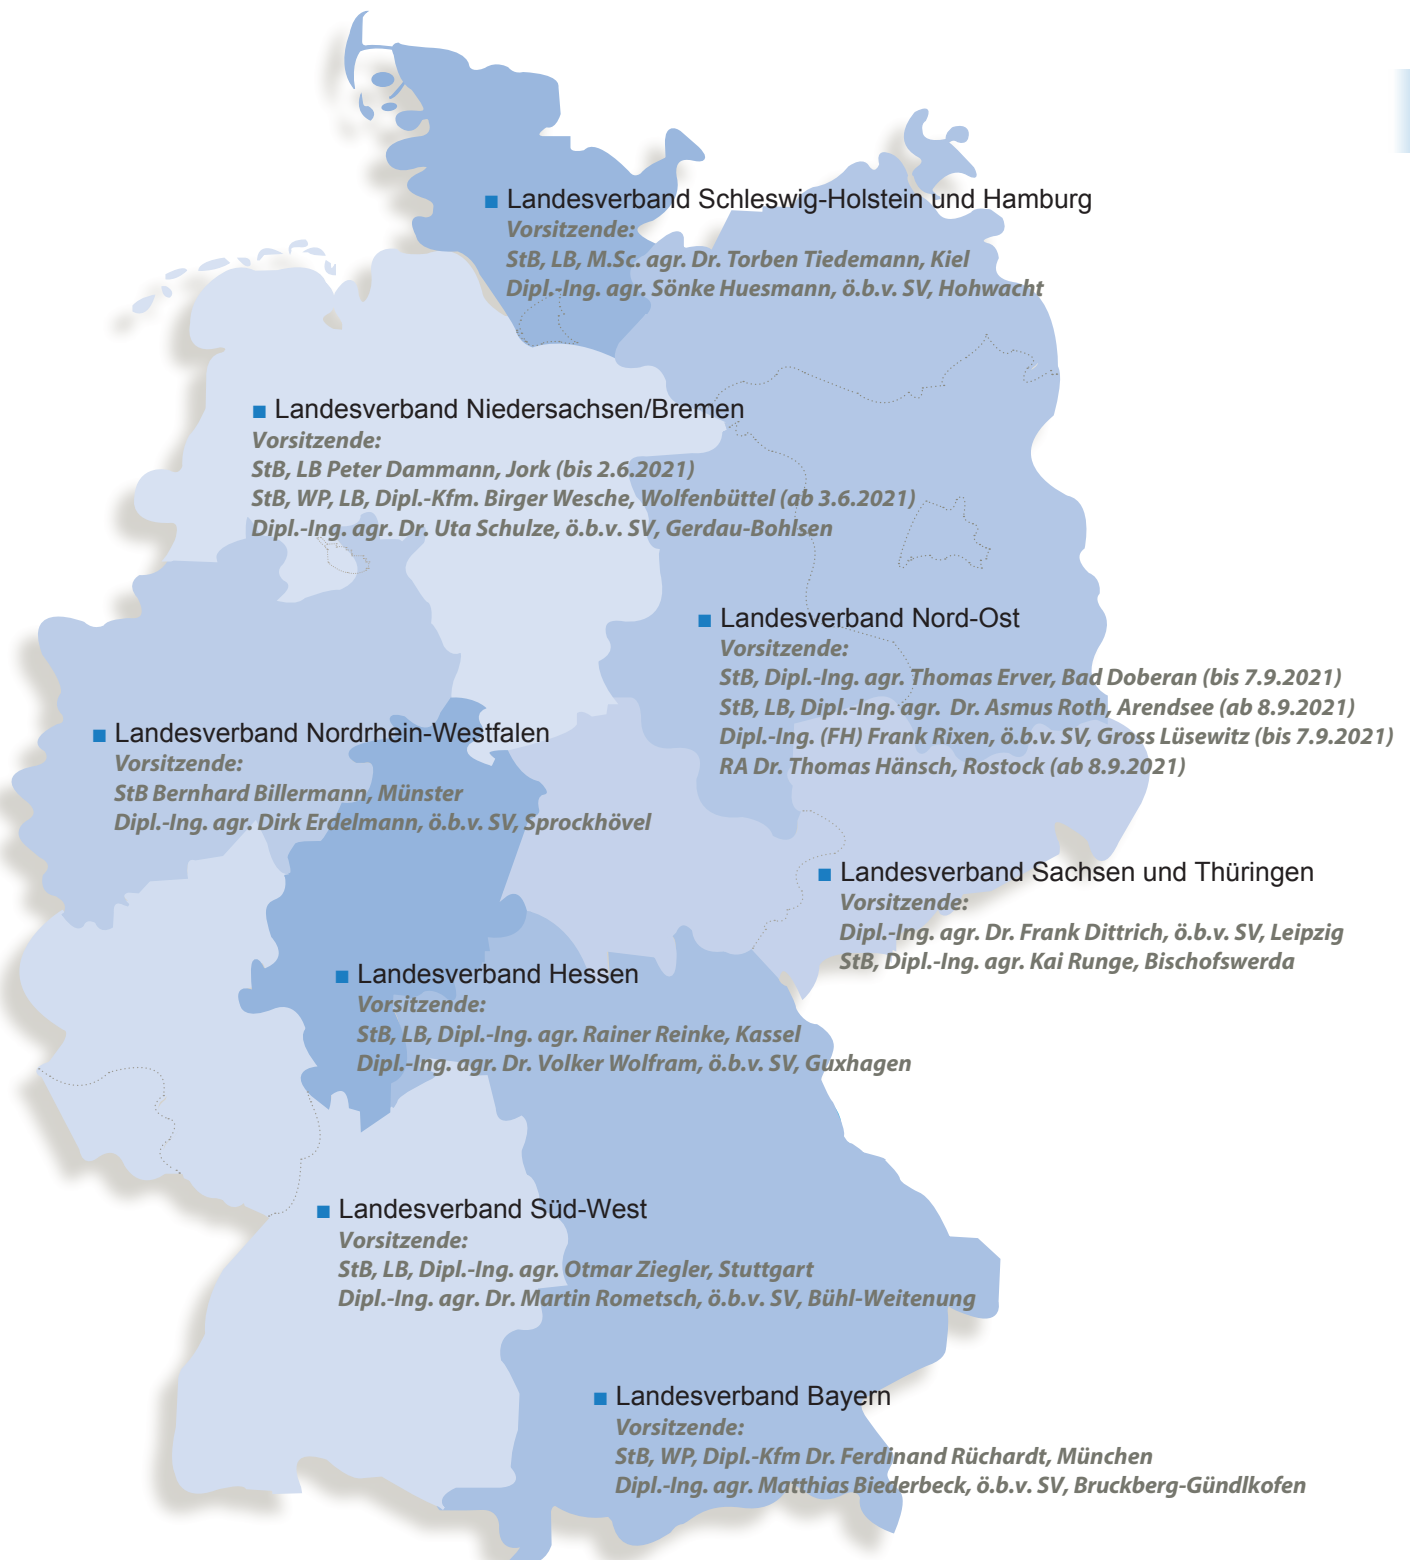 ■ Landesverband Schleswig-Holstein und Hamburg
Vorsitzende:
StB, LB, M.Sc. agr. Dr. Torben Tiedemann, Kiel
Dipl.-Ing. agr. Sönke Huesmann, ö.b.v. SV, Hohwacht
■ Landesverband Niedersachsen/Bremen
Vorsitzende:
StB, LB Peter Dammann, Jork (bis 2.6.2021)
StB, WP, LB, Dipl.-Kfm. Birger Wesche, Wolfenbüttel (ab 3.6.2021)
Dipl.-Ing. agr. Dr. Uta Schulze, ö.b.v. SV, Gerdau-Bohlsen
■ Landesverband Nord-Ost
Vorsitzende:
StB, Dipl.-Ing. agr. Thomas Erver, Bad Doberan (bis 7.9.2021)
StB, LB, Dipl.-Ing. agr. Dr. Asmus Roth, Arendsee (ab 8.9.2021)
Dipl.-Ing. (FH) Frank Rixen, ö.b.v. SV, Gross Lüsewitz (bis 7.9.2021)
RA Dr. Thomas Hänsch, Rostock (ab 8.9.2021)
■ Landesverband Nordrhein-Westfalen
Vorsitzende:
StB Bernhard Billermann, Münster
Dipl.-Ing. agr. Dirk Erdelmann, ö.b.v. SV, Sprockhövel
■ Landesverband Sachsen und Thüringen
Vorsitzende:
Dipl.-Ing. agr. Dr. Frank Dittrich, ö.b.v. SV, Leipzig
StB, Dipl.-Ing. agr. Kai Runge, Bischofswerda
■ Landesverband Hessen
Vorsitzende:
StB, LB, Dipl.-Ing. agr. Rainer Reinke, Kassel
Dipl.-Ing. agr. Dr. Volker Wolfram, ö.b.v. SV, Guxhagen
■ Landesverband Süd-West
Vorsitzende:
StB, LB, Dipl.-Ing. agr. Otmar Ziegler, Stuttgart
Dipl.-Ing. agr. Dr. Martin Rometsch, ö.b.v. SV, Bühl-Weitenung
■ Landesverband Bayern
Vorsitzende:
StB, WP, Dipl.-Kfm Dr. Ferdinand Rüchardt, München
Dipl.-Ing. agr. Matthias Biederbeck, ö.b.v. SV, Bruckberg-Gündlkofen